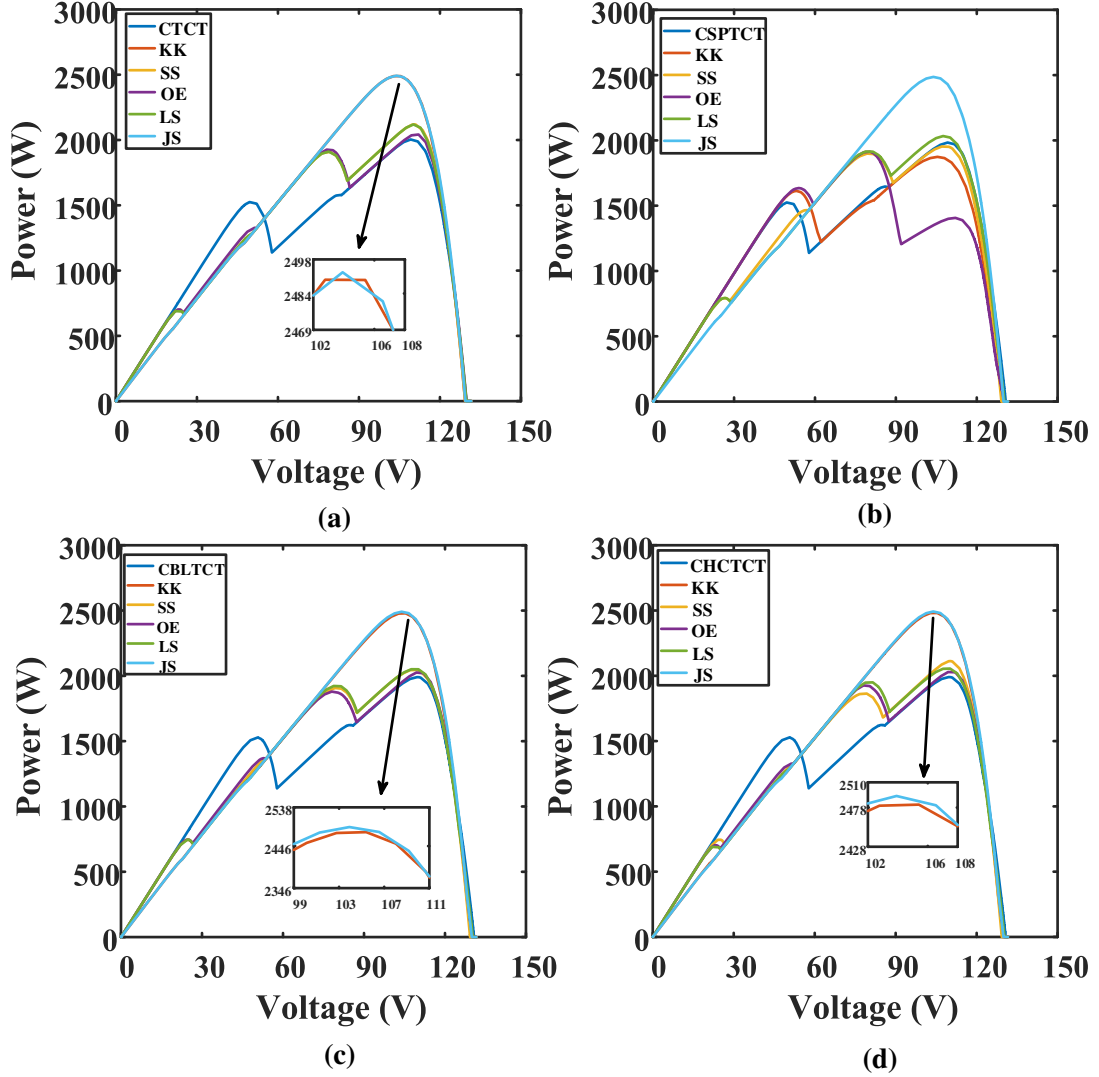 3000
2500
2000
1500
1000
500
0
Power (W)
CTCT
KK
SS
OE
LS
JS
2498
2484
2469
102 106 108
0 30 60 90 120 150
Voltage (V)
(a)
3000
2500
2000
1500
1000
500
0
Power (W)
CSPTCT
KK
SS
OE
LS
JS
0 30 60 90 120 150
Voltage (V)
(b)
3000
2500
2000
1500
1000
500
0
Power (W)
CBLTCT
KK
SS
OE
LS
JS
2538
2446
2346
99 103 107 111
0 30 60 90 120 150
Voltage (V)
(c)
3000
2500
2000
1500
1000
500
0
Power (W)
CHCTCT
KK
SS
OE
LS
JS
2510
2478
2428
102 106 108
0 30 60 90 120 150
Voltage (V)
(d)